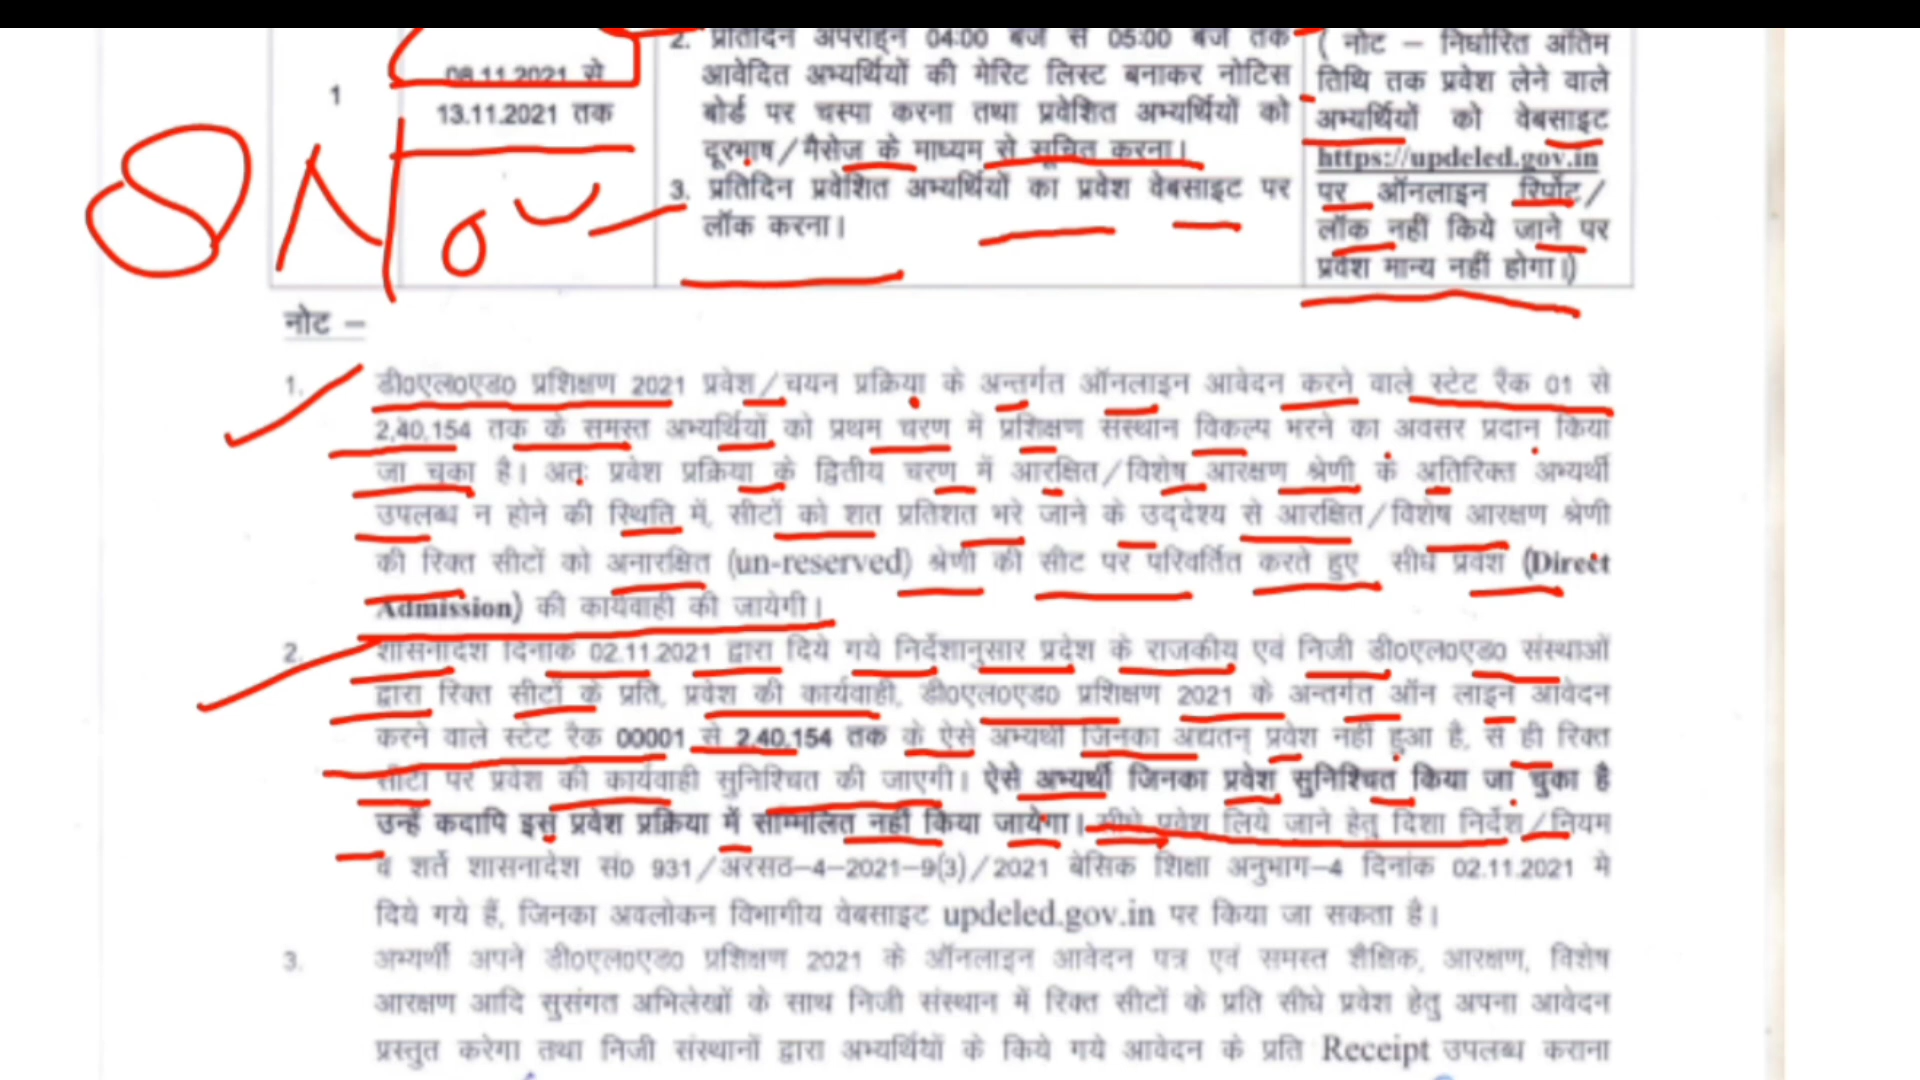 1
08.11.2021 से
13.11.2021 तक
2. प्रतिदिन अपराह्न 04:00 बजे से 05:00 बजे तक
आवेदित अभ्यर्थियों की मेरिट लिस्ट बनाकर नोटिस
बोर्ड पर चस्पा करना तथा प्रवेशित अभ्यर्थियों को
दूरभाष/मैसेज के माध्यम से सूचित करना।
3. प्रतिदिन प्रवेशित अभ्यर्थियों का प्रवेश वेबसाइट पर
लॉक करना।
( नोट – निर्धारित अंतिम
तिथि तक प्रवेश लेने वाले
अभ्यर्थियों को वेबसाइट
https://updeled.gov.in
पर ऑनलाइन रिपोर्ट/
लॉक नहीं किये जाने पर
प्रवेश मान्य नहीं होगा।)
8 Nov
नोट –
1. डी०एल०एड० प्रशिक्षण 2021 प्रवेश/चयन प्रक्रिया के अन्तर्गत ऑनलाइन आवेदन करने वाले स्टेट रैंक 01 से
2,40,154 तक के समस्त अभ्यर्थियों को प्रथम चरण में प्रशिक्षण संस्थान विकल्प भरने का अवसर प्रदान किया
जा चुका है। अतः प्रवेश प्रक्रिया के द्वितीय चरण में आरक्षित/विशेष आरक्षण श्रेणी के अतिरिक्त अभ्यर्थी
उपलब्ध न होने की स्थिति में, सीटों को शत प्रतिशत भरे जाने के उद्देश्य से आरक्षित/विशेष आरक्षण श्रेणी
की रिक्त सीटों को अनारक्षित (un-reserved) श्रेणी की सीट पर परिवर्तित करते हुए सीधे प्रवेश (Direct
Admission) की कार्यवाही की जायेगी।
2. शासनादेश दिनांक 02.11.2021 द्वारा दिये गये निर्देशानुसार प्रदेश के राजकीय एवं निजी डी०एल०एड० संस्थाओं
द्वारा रिक्त सीटों के प्रति, प्रवेश की कार्यवाही, डी०एल०एड० प्रशिक्षण 2021 के अन्तर्गत ऑन लाइन आवेदन
करने वाले स्टेट रैंक 00001 से 2,40,154 तक के ऐसे अभ्यर्थी जिनका अद्यतन् प्रवेश नहीं हुआ है, से ही रिक्त
सीटों पर प्रवेश की कार्यवाही सुनिश्चित की जाएगी। ऐसे अभ्यर्थी जिनका प्रवेश सुनिश्चित किया जा चुका है
उन्हें कदापि इस प्रवेश प्रक्रिया में सम्मिलित नहीं किया जायेगा। सीधे प्रवेश लिये जाने हेतु दिशा निर्देश/नियम
व शर्ते शासनादेश सं० 931/अरसठ–4–2021–9(3)/2021 बेसिक शिक्षा अनुभाग–4 दिनांक 02.11.2021 मे
दिये गये हैं, जिनका अवलोकन विभागीय वेबसाइट updeled.gov.in पर किया जा सकता है।
3. अभ्यर्थी अपने डी०एल०एड० प्रशिक्षण 2021 के ऑनलाइन आवेदन पत्र एवं समस्त शैक्षिक, आरक्षण, विशेष
आरक्षण आदि सुसंगत अभिलेखों के साथ निजी संस्थान में रिक्त सीटों के प्रति सीधे प्रवेश हेतु अपना आवेदन
प्रस्तुत करेगा तथा निजी संस्थानों द्वारा अभ्यर्थियों के किये गये आवेदन के प्रति Receipt उपलब्ध कराना